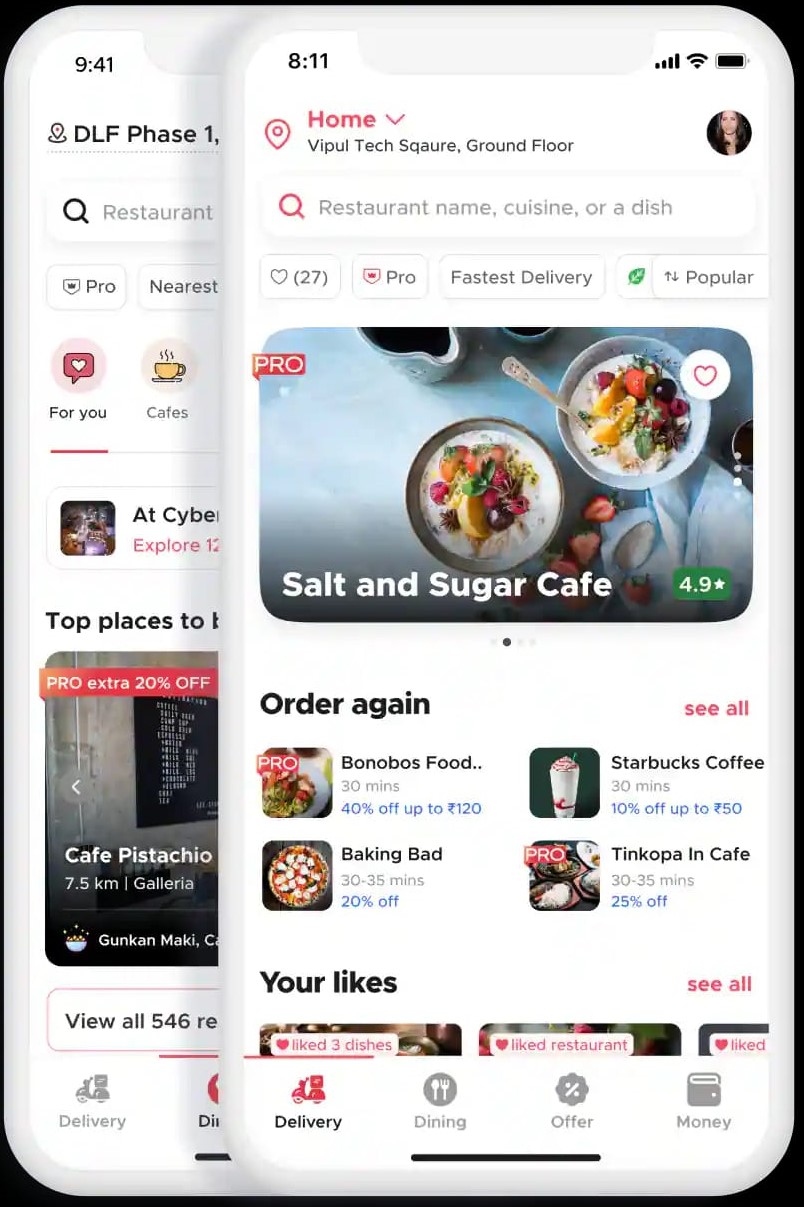 9:41
DLF Phase 1,
Restaurant
Pro
Nearest
For you
Cafes
At Cyber
Explore 12
Top places to b
PRO extra 20% OFF
Cafe Pistachio
7.5 km | Galleria
Gunkan Maki, Ca
View all 546 re
Delivery
Din
8:11
Home
Vipul Tech Sqaure, Ground Floor
Restaurant name, cuisine, or a dish
(27)
Pro
Fastest Delivery
Popular
PRO
Salt and Sugar Cafe
4.9★
Order again
see all
PRO
Bonobos Food..
30 mins
40% off up to ₹120
Starbucks Coffee
30 mins
10% off up to ₹50
Baking Bad
30-35 mins
20% off
PRO
Tinkopa In Cafe
30-35 mins
25% off
Your likes
see all
liked 3 dishes
liked restaurant
liked
Delivery
Dining
Offer
Money